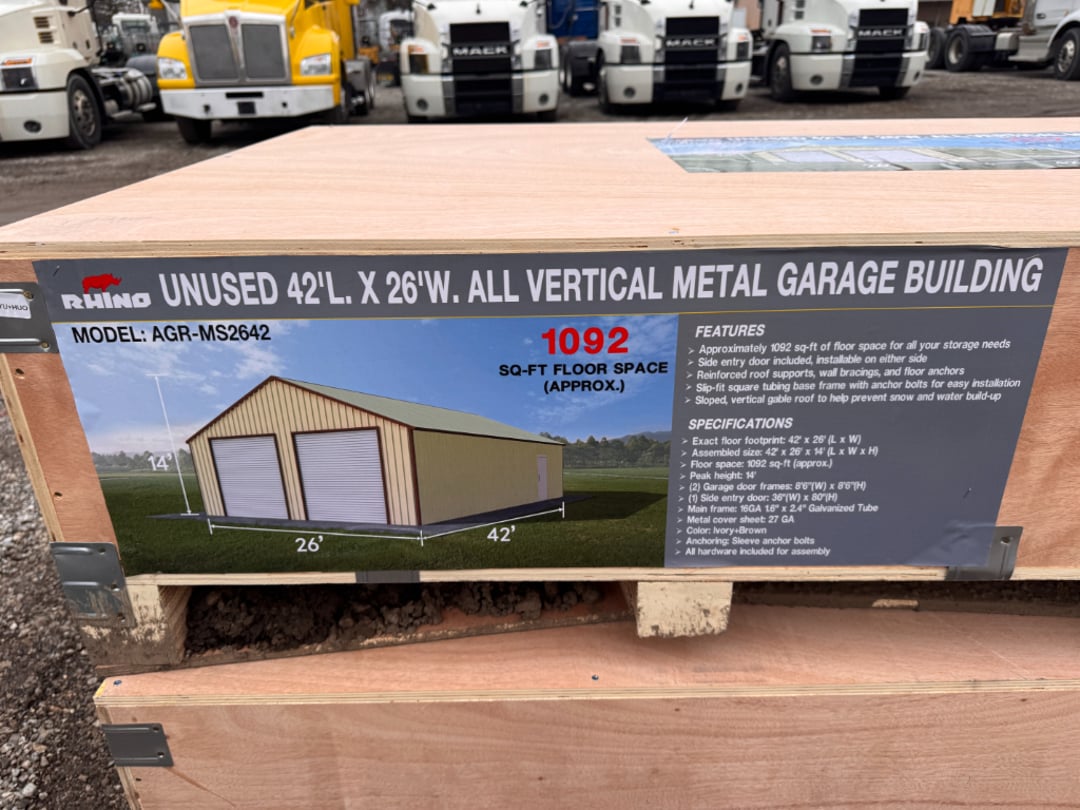 MACK
MACK
MACK
RHINO
UNUSED 42'L. X 26'W. ALL VERTICAL METAL GARAGE BUILDING
YU+HUO
MODEL: AGR-MS2642
1092
SQ-FT FLOOR SPACE
(APPROX.)
14'
26'
42'
FEATURES
➢ Approximately 1092 sq-ft of floor space for all your storage needs
➢ Side entry door included, installable on either side
➢ Reinforced roof supports, wall bracings, and floor anchors
➢ Slip-fit square tubing base frame with anchor bolts for easy installation
➢ Sloped, vertical gable roof to help prevent snow and water build-up
SPECIFICATIONS
➢ Exact floor footprint: 42' x 26' (L x W)
➢ Assembled size: 42' x 26' x 14' (L x W x H)
➢ Floor space: 1092 sq-ft (approx.)
➢ Peak height: 14'
➢ (2) Garage door frames: 8'6"(W) x 8'6"(H)
➢ (1) Side entry door: 36"(W) x 80"(H)
➢ Main frame: 16GA 1.6" x 2.4" Galvanized Tube
➢ Metal cover sheet: 27 GA
➢ Color: Ivory+Brown
➢ Anchoring: Sleeve anchor bolts
➢ All hardware included for assembly